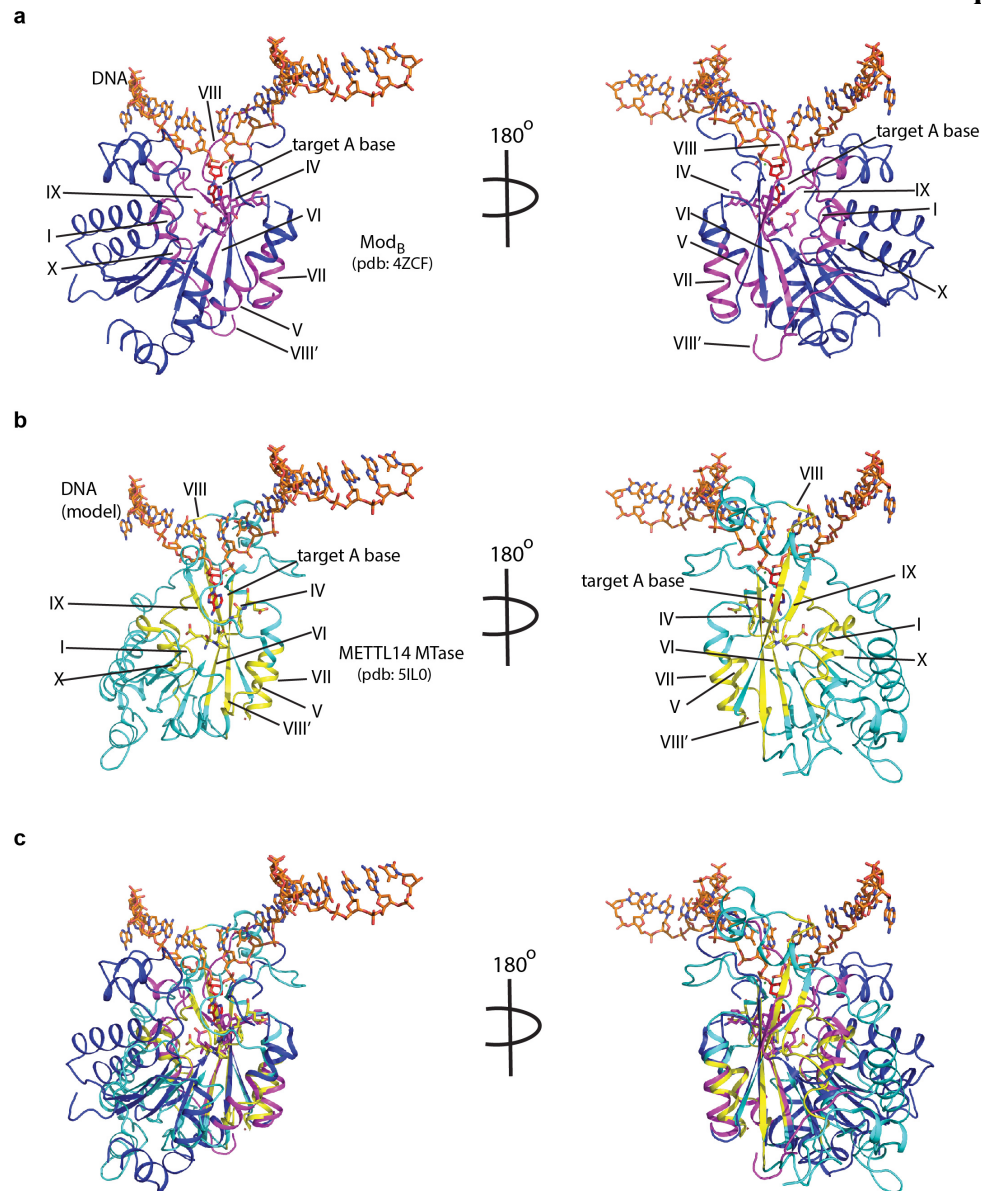 a
DNA
VIII
target A base
IV
IX
VI
I
Mod_B
(pdb: 4ZCF)
X
VII
V
VIII′
180°
target A base
VIII
IV
IX
I
VI
V
VII
X
VIII′
b
DNA
(model)
VIII
target A base
IV
IX
VI
I
METTL14 MTase
(pdb: 5IL0)
X
VII
V
VIII′
180°
VIII
IX
target A base
IV
I
VI
X
VII
V
VIII′
c
180°